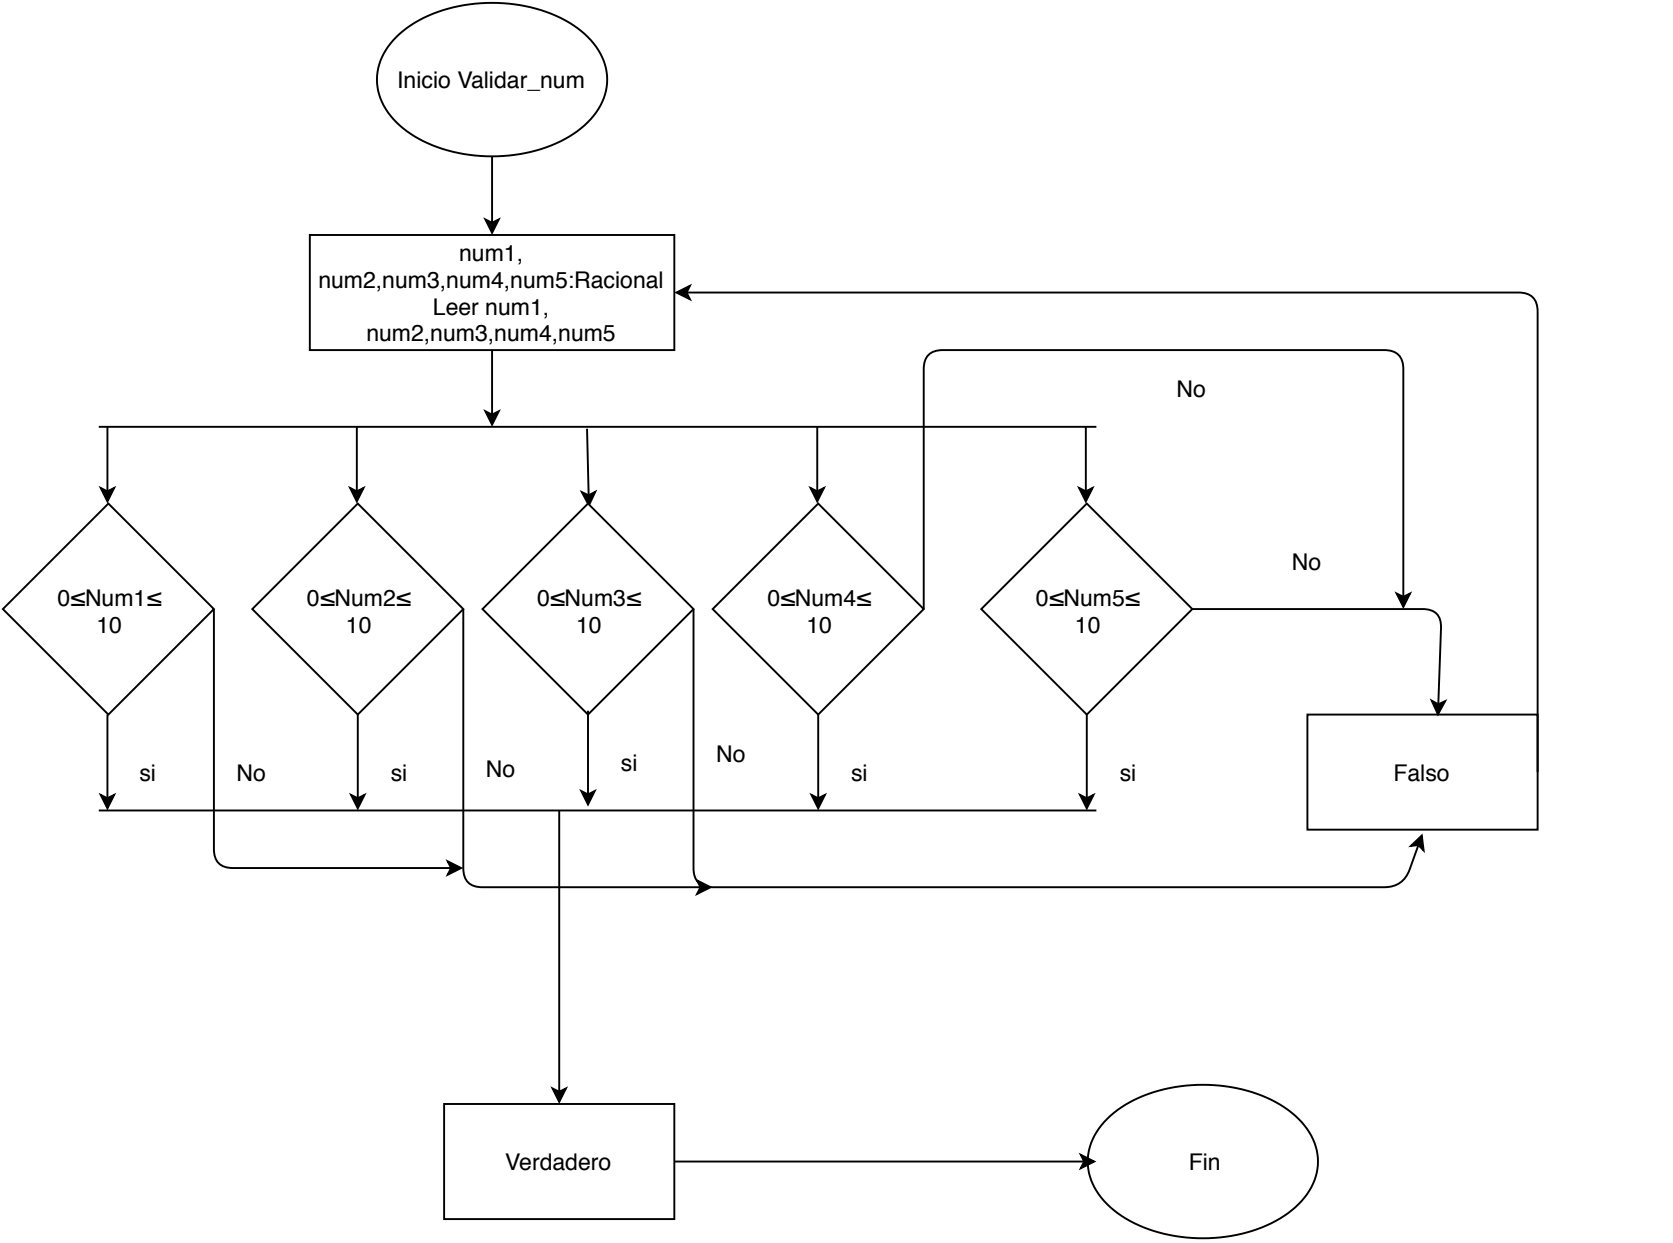 Inicio Validar_num
num1,
num2,num3,num4,num5:Racional
Leer num1,
num2,num3,num4,num5
No
No
0≤Num1≤
10
0≤Num2≤
10
0≤Num3≤
10
0≤Num4≤
10
0≤Num5≤
10
si
No
si
No
si
No
si
si
Falso
Verdadero
Fin